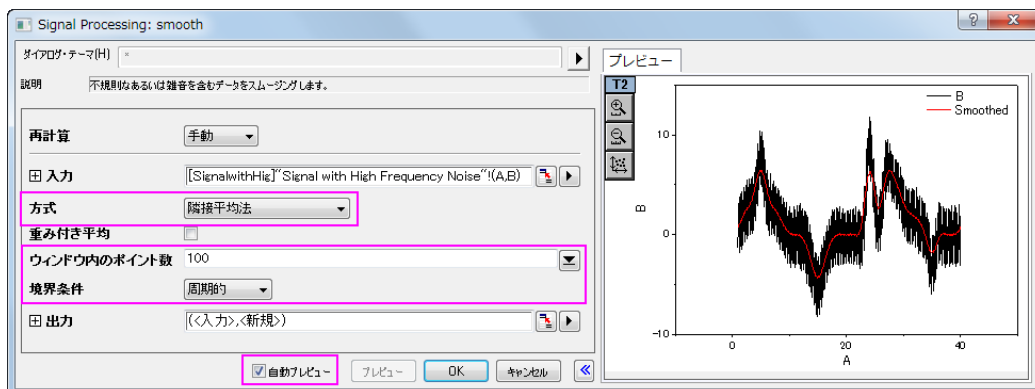 Signal Processing: smooth
ダイアログ・テーマ(H) *
説明 不規則なあるいは雑音を含むデータをスムージングします。
再計算 手動
入力 [SignalwithHig]"Signal with High Frequency Noise"!(A,B)
方式 隣接平均法
重み付き平均
ウィンドウ内のポイント数 100
境界条件 周期的
出力 (<入力>,<新規>)
自動プレビュー プレビュー OK キャンセル
プレビュー
T2
B
Smoothed
10
0
-10
B
0 20 40
A